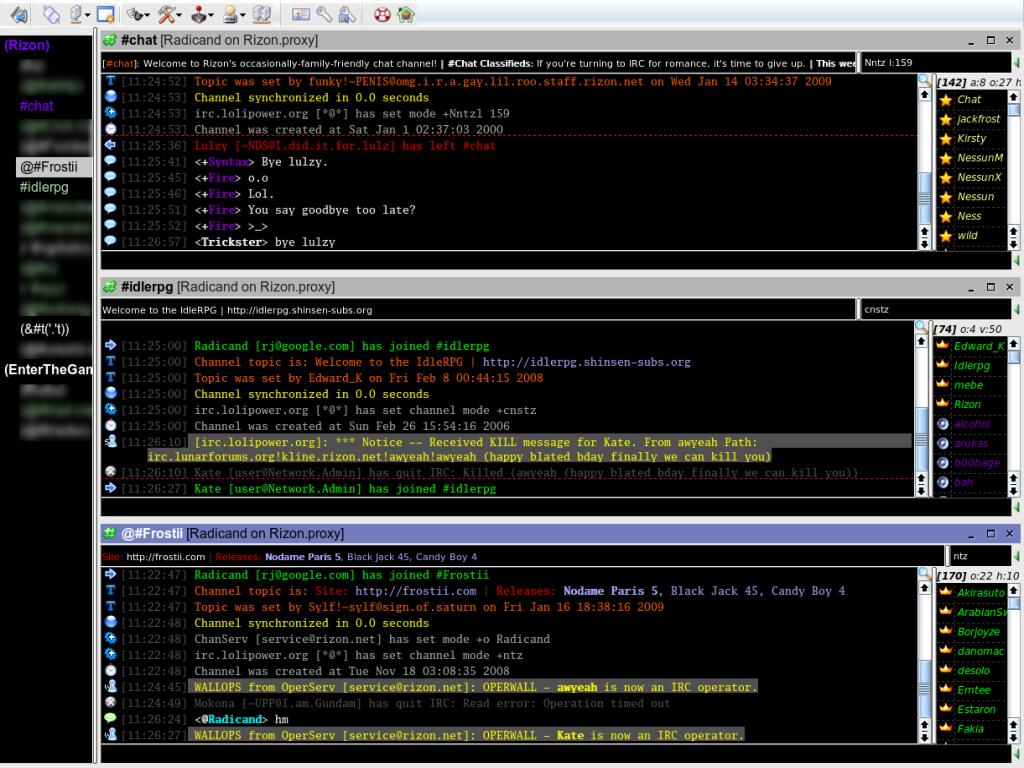 (Rizon)
#chat
@#Frostii
#idlerpg
(&#t('.'t))
(EnterTheGan
#chat [Radicand on Rizon.proxy]
[#chat]: Welcome to Rizon's occasionally-family-friendly chat channel! | #Chat Classifieds: If you're turning to IRC for romance, it's time to give up. | This wee
Nntz l:159
[11:24:52] Topic was set by funky!~PENIS@omg.i.r.a.gay.lil.roo.staff.rizon.net on Wed Jan 14 03:34:37 2009
[11:24:53] Channel synchronized in 0.0 seconds
[11:24:53] irc.lolipower.org [*@*] has set mode +Nntzl 159
[11:24:53] Channel was created at Sat Jan 1 02:37:03 2000
[11:25:36] Lulzy [~NDS@I.did.it.for.lulz] has left #chat
[11:25:41] <+Syntax> Bye lulzy.
[11:25:45] <+Fire> o.o
[11:25:46] <+Fire> Lol.
[11:25:51] <+Fire> You say goodbye too late?
[11:25:52] <+Fire> >_>
[11:26:57] <Trickster> bye lulzy
[142] a:8 o:27 h
Chat
jackfrost
Kirsty
NessunM
NessunX
Nessun
Ness
wild
#idlerpg [Radicand on Rizon.proxy]
Welcome to the IdleRPG | http://idlerpg.shinsen-subs.org
cnstz
[11:25:00] Radicand [rj@google.com] has joined #idlerpg
[11:25:00] Channel topic is: Welcome to the IdleRPG | http://idlerpg.shinsen-subs.org
[11:25:00] Topic was set by Edward_K on Fri Feb 8 00:44:15 2008
[11:25:00] Channel synchronized in 0.0 seconds
[11:25:00] irc.lolipower.org [*@*] has set channel mode +cnstz
[11:25:00] Channel was created at Sun Feb 26 15:54:16 2006
[11:26:10] [irc.lolipower.org]: *** Notice -- Received KILL message for Kate. From awyeah Path:
irc.lunarforums.org!kline.rizon.net!awyeah!awyeah (happy blated bday finally we can kill you)
[11:26:10] Kate [user@Network.Admin] has quit IRC: Killed (awyeah (happy blated bday finally we can kill you))
[11:26:27] Kate [user@Network.Admin] has joined #idlerpg
[74] o:4 v:50
Edward_K
Idlerpg
mebe
Rizon
alcohol
arukas
b00bage
bah
@#Frostii [Radicand on Rizon.proxy]
Site: http://frostii.com | Releases: Nodame Paris 5, Black Jack 45, Candy Boy 4
ntz
[11:22:47] Radicand [rj@google.com] has joined #Frostii
[11:22:47] Channel topic is: Site: http://frostii.com | Releases: Nodame Paris 5, Black Jack 45, Candy Boy 4
[11:22:47] Topic was set by Sylf!~sylf@sign.of.saturn on Fri Jan 16 18:38:16 2009
[11:22:48] Channel synchronized in 0.0 seconds
[11:22:48] ChanServ [service@rizon.net] has set mode +o Radicand
[11:22:48] irc.lolipower.org [*@*] has set channel mode +ntz
[11:22:48] Channel was created at Tue Nov 18 03:08:35 2008
[11:24:45] WALLOPS from OperServ [service@rizon.net]: OPERWALL - awyeah is now an IRC operator.
[11:24:49] Mokona [~UPP@I.am.Gundam] has quit IRC: Read error: Operation timed out
[11:26:24] <@Radicand> hm
[11:26:27] WALLOPS from OperServ [service@rizon.net]: OPERWALL - Kate is now an IRC operator.
[170] o:22 h:10
Akirasuto
ArabianSw
Borjoyze
danomac
desolo
Emtee
Estaron
Fakla